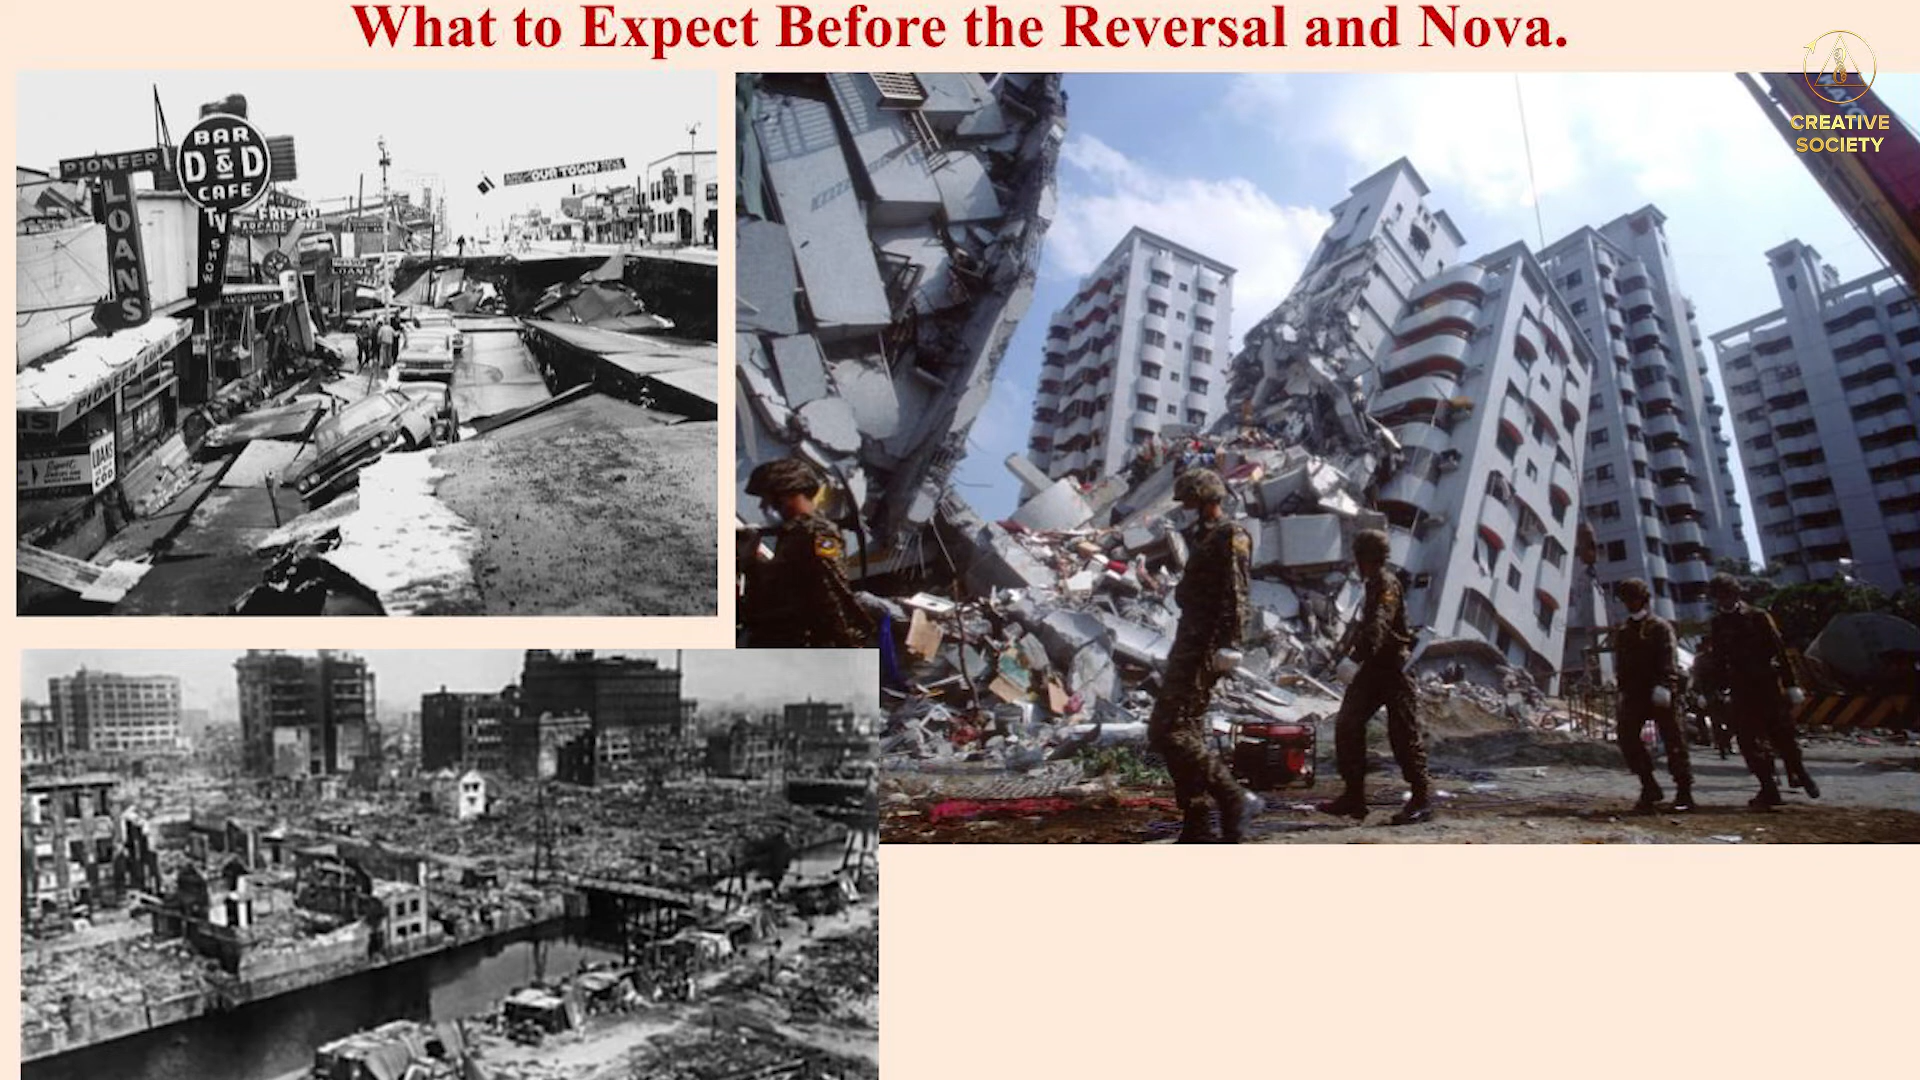 What to Expect Before the Reversal and Nova.
CREATIVE
SOCIETY
PIONEER
LOANS
BAR
D&D
CAFE
TV
SHOW
FRISCO
ARCADE
LOANS
OUR TOWN
PIONEER LOAN
LOANS